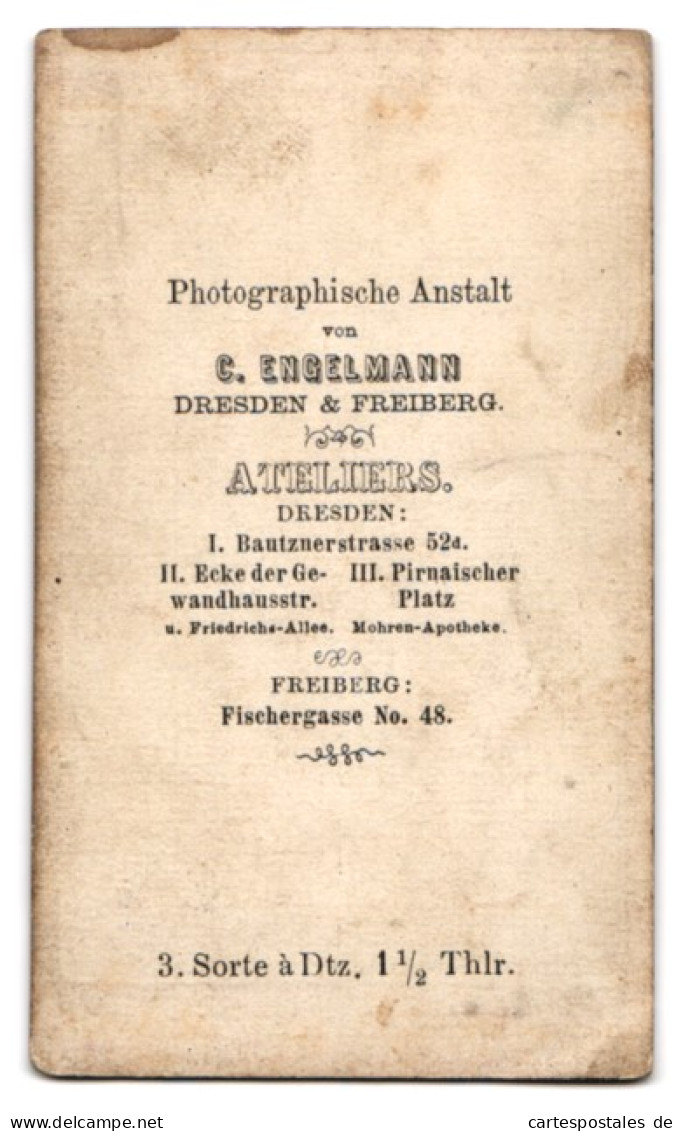 Photographische Anstalt
von
C. ENGELMANN
DRESDEN & FREIBERG.
ATELIERS.
DRESDEN:
I. Bautznerstrasse 52d.
II. Ecke der Ge- III. Pirnaischer
wandhausstr. Platz
u. Friedrichs-Allee. Mohren-Apotheke.
FREIBERG:
Fischergasse No. 48.
3. Sorte à Dtz. 1 1/2 Thlr.
www.delcampe.net cartespostales de